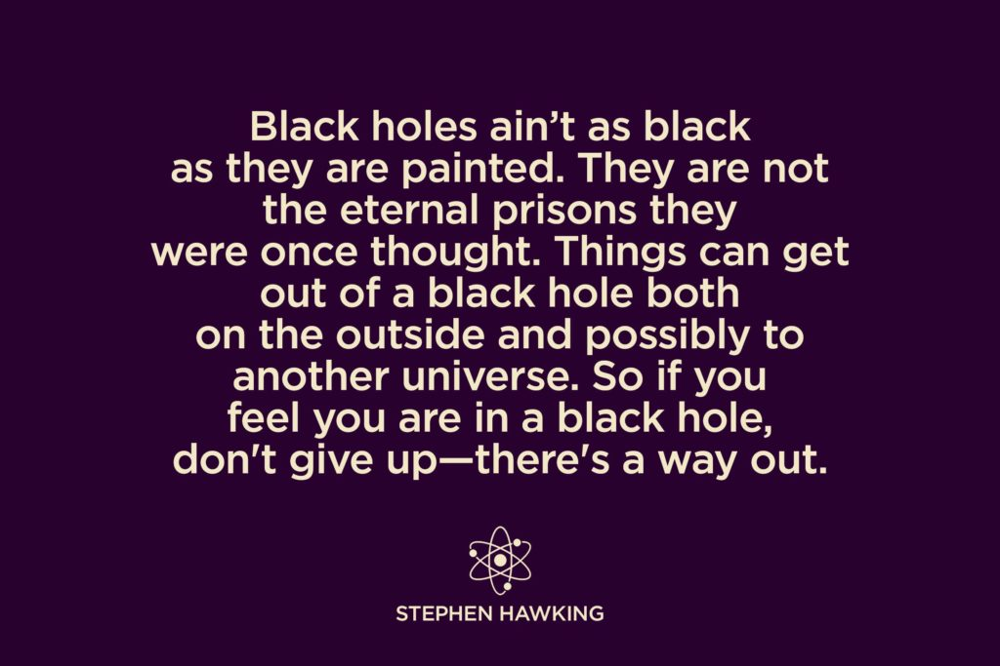 Black holes ain’t as black
as they are painted. They are not
the eternal prisons they
were once thought. Things can get
out of a black hole both
on the outside and possibly to
another universe. So if you
feel you are in a black hole,
don't give up—there's a way out.
STEPHEN HAWKING